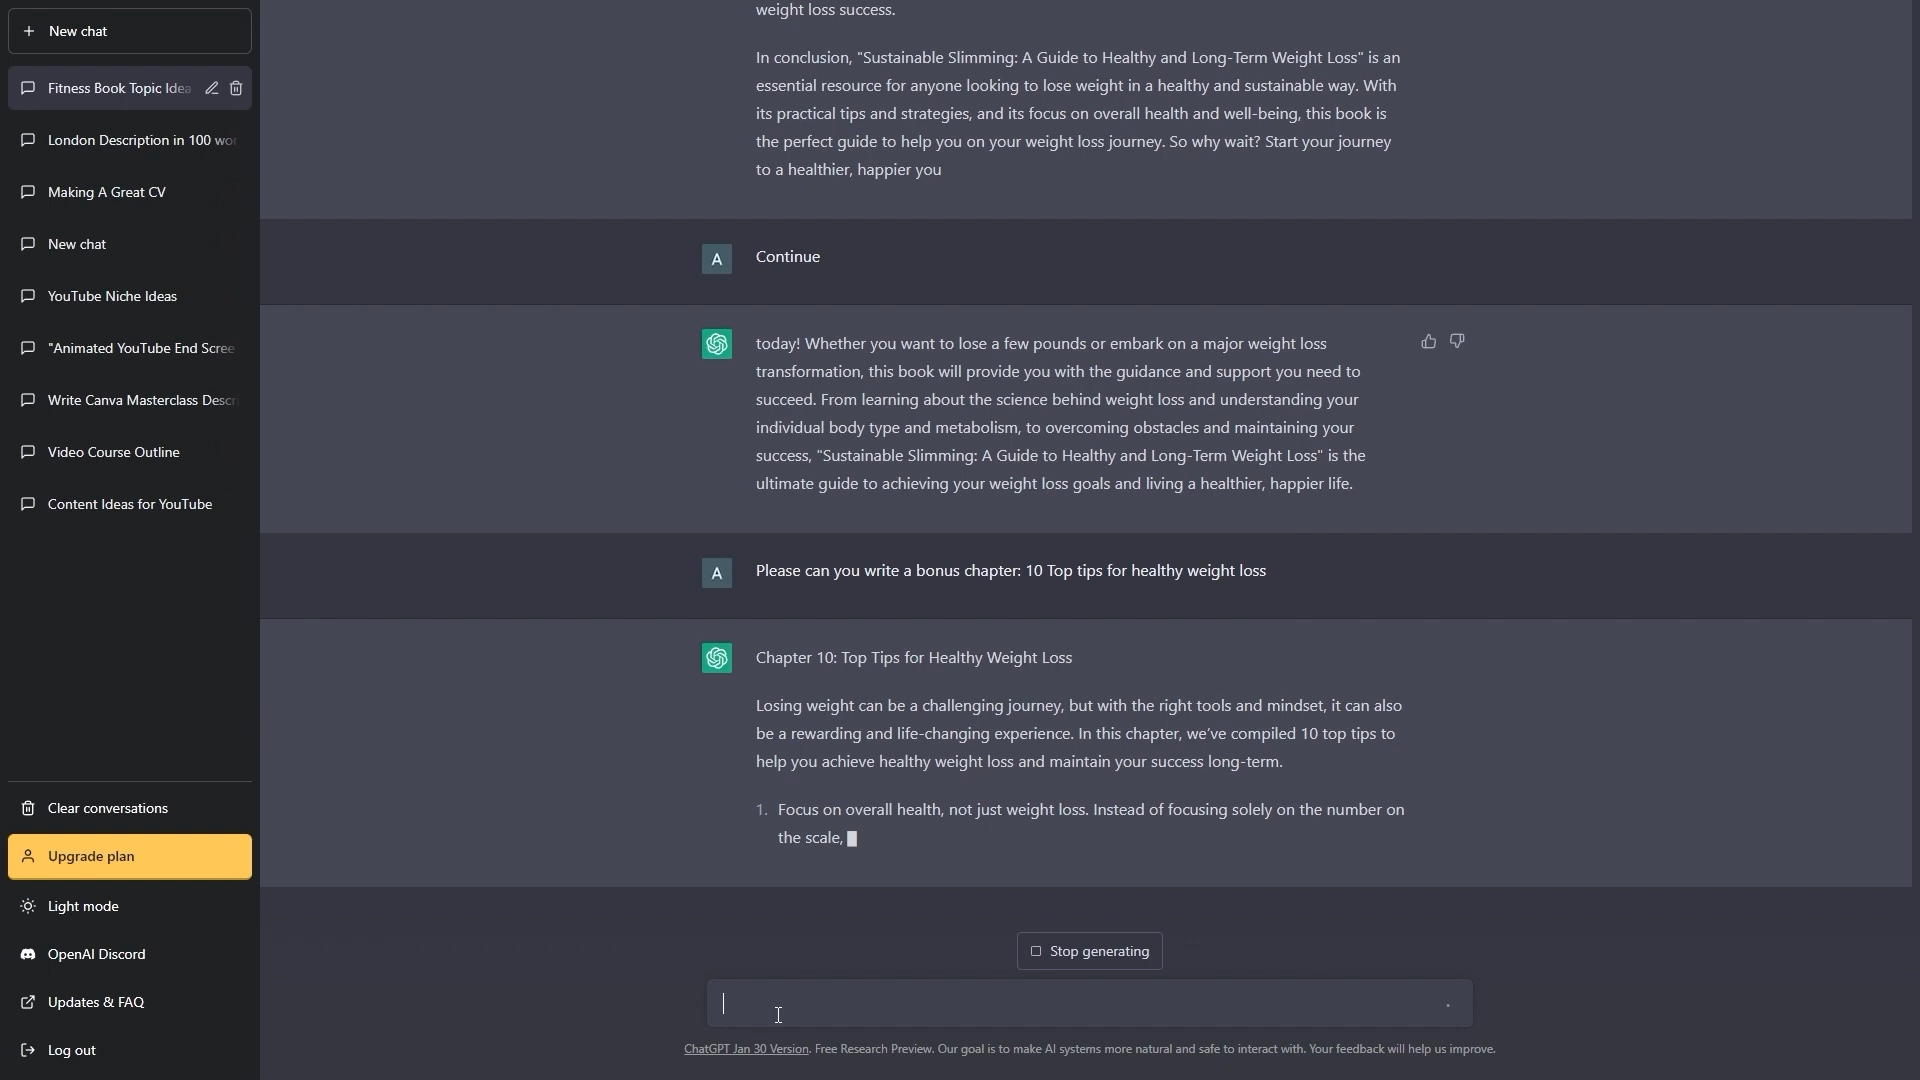 New chat
Fitness Book Topic Idea
London Description in 100 wor
Making A Great CV
New chat
YouTube Niche Ideas
"Animated YouTube End Scree
Write Canva Masterclass Descr
Video Course Outline
Content Ideas for YouTube
Clear conversations
Upgrade plan
Light mode
OpenAI Discord
Updates & FAQ
Log out
weight loss success.
In conclusion, "Sustainable Slimming: A Guide to Healthy and Long-Term Weight Loss" is an
essential resource for anyone looking to lose weight in a healthy and sustainable way. With
its practical tips and strategies, and its focus on overall health and well-being, this book is
the perfect guide to help you on your weight loss journey. So why wait? Start your journey
to a healthier, happier you
A
Continue
today! Whether you want to lose a few pounds or embark on a major weight loss
transformation, this book will provide you with the guidance and support you need to
succeed. From learning about the science behind weight loss and understanding your
individual body type and metabolism, to overcoming obstacles and maintaining your
success, "Sustainable Slimming: A Guide to Healthy and Long-Term Weight Loss" is the
ultimate guide to achieving your weight loss goals and living a healthier, happier life.
A
Please can you write a bonus chapter: 10 Top tips for healthy weight loss
Chapter 10: Top Tips for Healthy Weight Loss
Losing weight can be a challenging journey, but with the right tools and mindset, it can also
be a rewarding and life-changing experience. In this chapter, we've compiled 10 top tips to
help you achieve healthy weight loss and maintain your success long-term.
1. Focus on overall health, not just weight loss. Instead of focusing solely on the number on
the scale,
Stop generating
ChatGPT Jan 30 Version. Free Research Preview. Our goal is to make AI systems more natural and safe to interact with. Your feedback will help us improve.